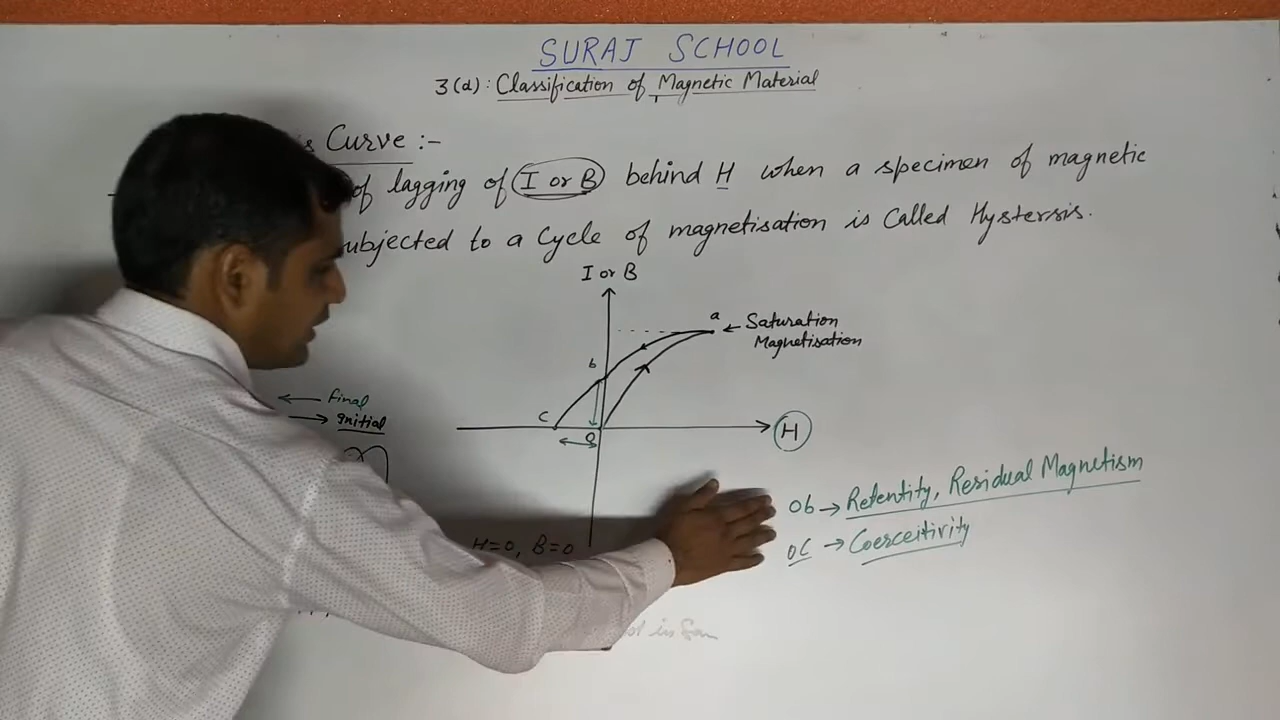 SURAJ SCHOOL
3(d): Classification of Magnetic Material
is Curve :-
of lagging of I or B behind H when a specimen of magnetic
subjected to a Cycle of magnetisation is Called Hystersis.
I or B
a
← Saturation
Magnetisation
b
C
O
H
← final
→ Initial
Ob → Retentity, Residual Magnetism
OC → Coerceitivity
H=0, B=0